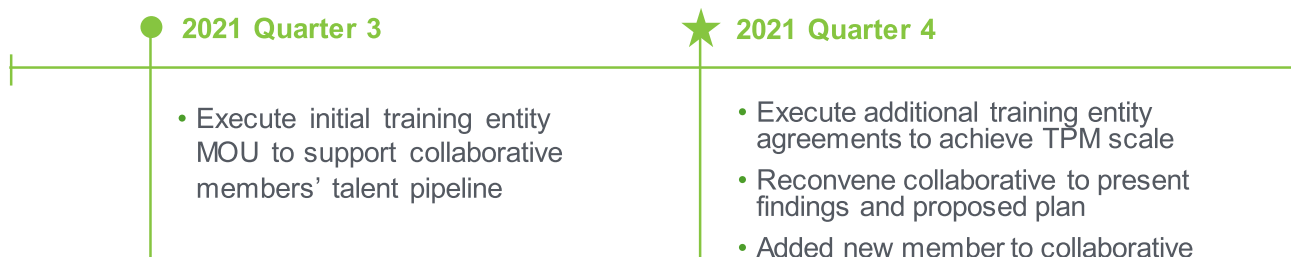 2021 Quarter 3
• Execute initial training entity
MOU to support collaborative
members’ talent pipeline
2021 Quarter 4
• Execute additional training entity
agreements to achieve TPM scale
• Reconvene collaborative to present
findings and proposed plan
• Added new member to collaborative